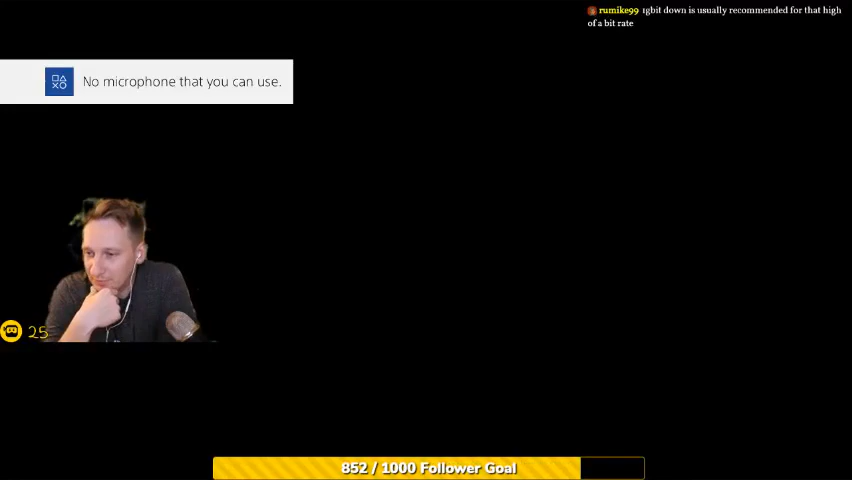 rumike99 1gbit down is usually recommended for that high
of a bit rate
No microphone that you can use.
25
852 / 1000 Follower Goal